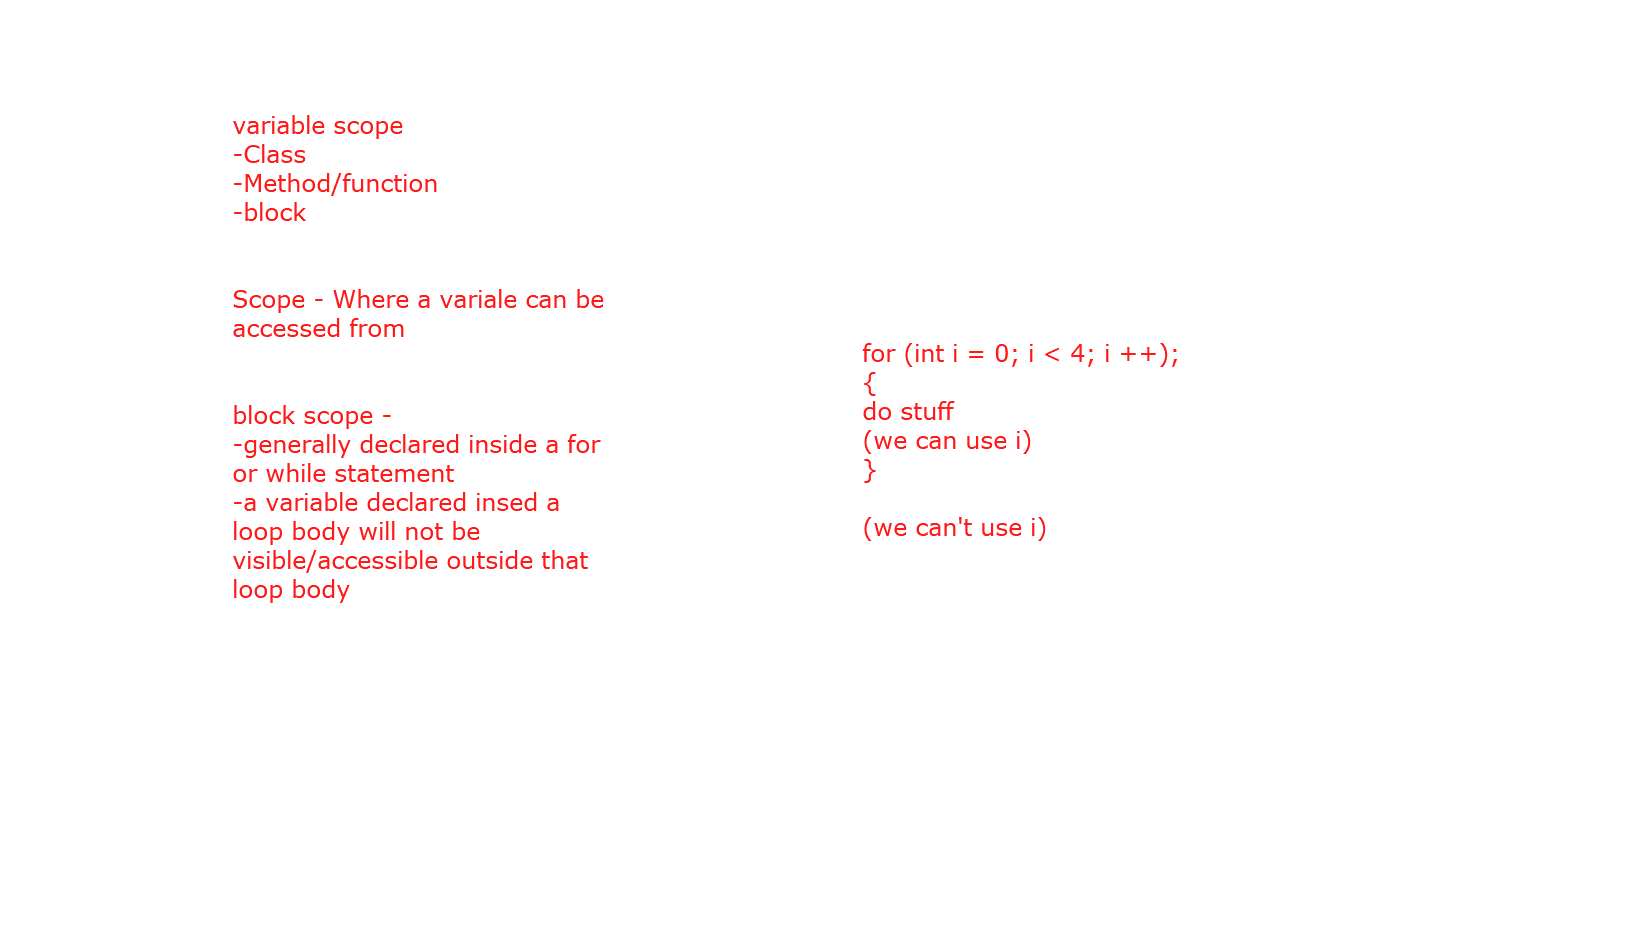 variable scope
-Class
-Method/function
-block
Scope - Where a variale can be
accessed from
block scope -
-generally declared inside a for
or while statement
-a variable declared insed a
loop body will not be
visible/accessible outside that
loop body
for (int i = 0; i < 4; i ++);
{
do stuff
(we can use i)
}
(we can't use i)